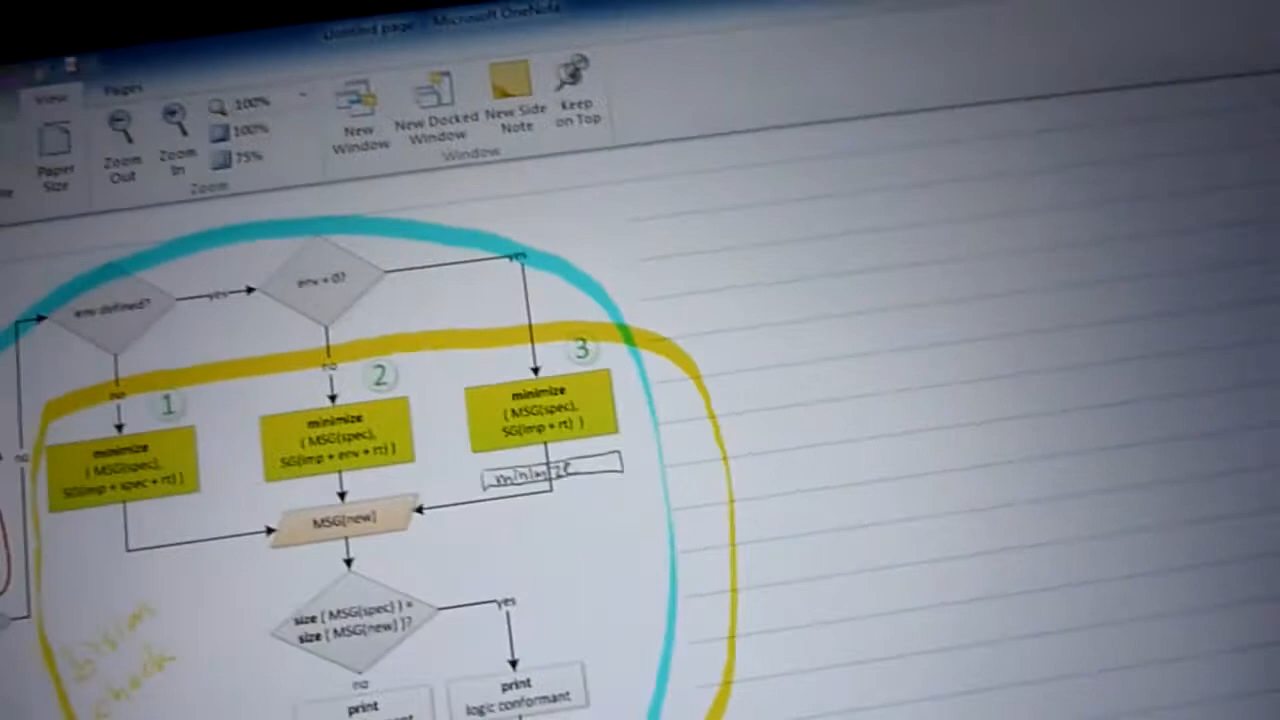 Untitled page - Microsoft OneNote
View
Pages
Paper
Size
Zoom
Out
Zoom
In
100%
100%
75%
Zoom
New
Window
New Docked
Window
New Side
Note
Keep
on Top
Window
env defined?
yes
env = 0?
yes
no
no
no
1
2
3
minimize
( MSG(spec),
SG(imp + spec + rt) )
minimize
( MSG(spec),
SG(imp + env + rt) )
minimize
( MSG(spec),
SG(imp + rt) )
minimize
MSG(new)
size ( MSG(spec) ) =
size ( MSG(new) )?
yes
no
print
logic conformant
print
bisim
check